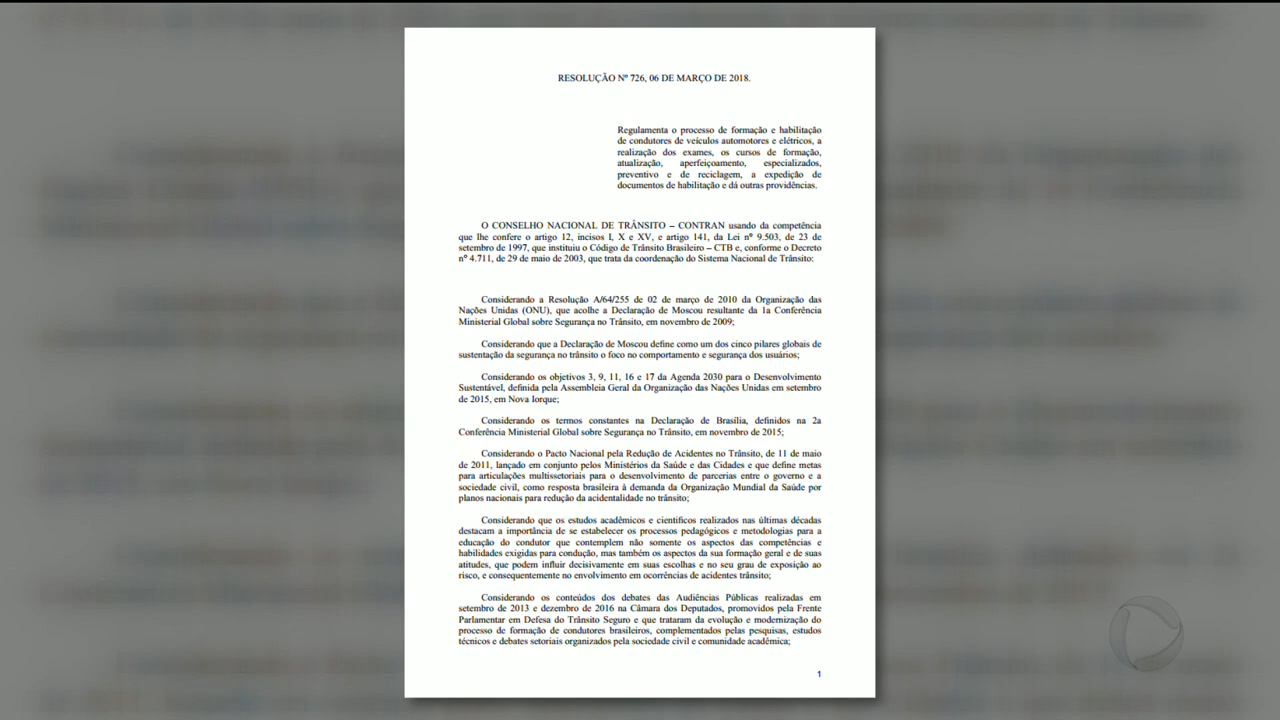 RESOLUÇÃO Nº 726, 06 DE MARÇO DE 2018.
Regulamenta o processo de formação e habilitação
de condutores de veículos automotores e elétricos, a
realização dos exames, os cursos de formação,
atualização, aperfeiçoamento, especializados,
preventivo e de reciclagem, a expedição de
documentos de habilitação e dá outras providências.
O CONSELHO NACIONAL DE TRÂNSITO – CONTRAN usando da competência
que lhe confere o artigo 12, incisos I, X e XV, e artigo 141, da Lei nº 9.503, de 23 de
setembro de 1997, que instituiu o Código de Trânsito Brasileiro – CTB e, conforme o Decreto
nº 4.711, de 29 de maio de 2003, que trata da coordenação do Sistema Nacional de Trânsito:
Considerando a Resolução A/64/255 de 02 de março de 2010 da Organização das
Nações Unidas (ONU), que acolhe a Declaração de Moscou resultante da 1a Conferência
Ministerial Global sobre Segurança no Trânsito, em novembro de 2009;
Considerando que a Declaração de Moscou define como um dos cinco pilares globais de
sustentação da segurança no trânsito o foco no comportamento e segurança dos usuários;
Considerando os objetivos 3, 9, 11, 16 e 17 da Agenda 2030 para o Desenvolvimento
Sustentável, definida pela Assembleia Geral da Organização das Nações Unidas em setembro
de 2015, em Nova Iorque;
Considerando os termos constantes na Declaração de Brasília, definidos na 2a
Conferência Ministerial Global sobre Segurança no Trânsito, em novembro de 2015;
Considerando o Pacto Nacional pela Redução de Acidentes no Trânsito, de 11 de maio
de 2011, lançado em conjunto pelos Ministérios da Saúde e das Cidades e que define metas
para articulações multissetoriais para o desenvolvimento de parcerias entre o governo e a
sociedade civil, como resposta brasileira à demanda da Organização Mundial da Saúde por
planos nacionais para redução da acidentalidade no trânsito;
Considerando que os estudos acadêmicos e científicos realizados nas últimas décadas
destacam a importância de se estabelecer os processos pedagógicos e metodologias para a
educação do condutor que contemplem não somente os aspectos das competências e
habilidades exigidas para condução, mas também os aspectos da sua formação geral e de suas
atitudes, que podem influir decisivamente em suas escolhas e no seu grau de exposição ao
risco, e consequentemente no envolvimento em ocorrências de acidentes trânsito;
Considerando os conteúdos dos debates das Audiências Públicas realizadas em
setembro de 2013 e dezembro de 2016 na Câmara dos Deputados, promovidos pela Frente
Parlamentar em Defesa do Trânsito Seguro e que trataram da evolução e modernização do
processo de formação de condutores brasileiros, complementados pelas pesquisas, estudos
técnicos e debates setoriais organizados pela sociedade civil e comunidade acadêmica;
1